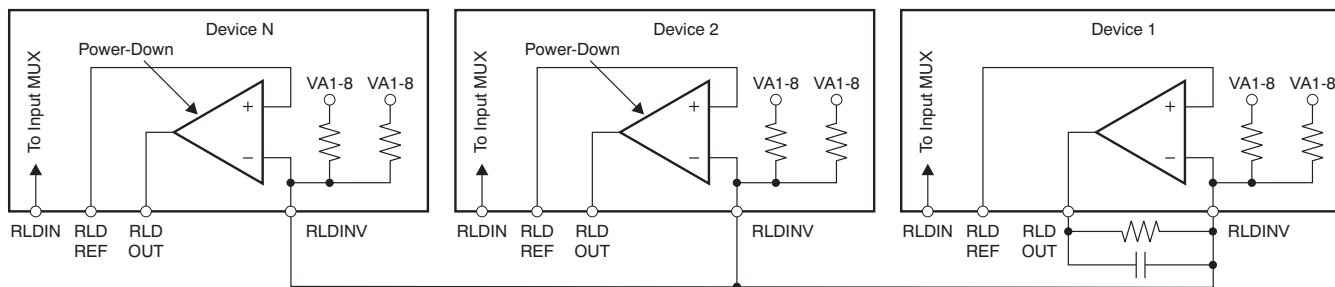 Device N
Power-Down
To Input MUX
VA1-8 VA1-8
+
−
RLDIN RLD REF RLD OUT RLDINV
Device 2
Power-Down
To Input MUX
VA1-8 VA1-8
+
−
RLDIN RLD REF RLD OUT RLDINV
Device 1
To Input MUX
VA1-8 VA1-8
+
−
RLDIN RLD REF RLD OUT RLDINV